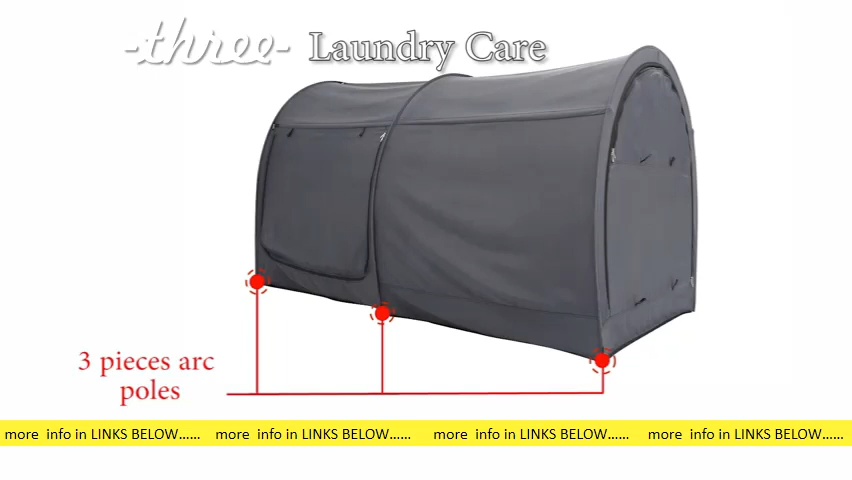 -three- Laundry Care
3 pieces arc
poles
more info in LINKS BELOW...... more info in LINKS BELOW...... more info in LINKS BELOW...... more info in LINKS BELOW......